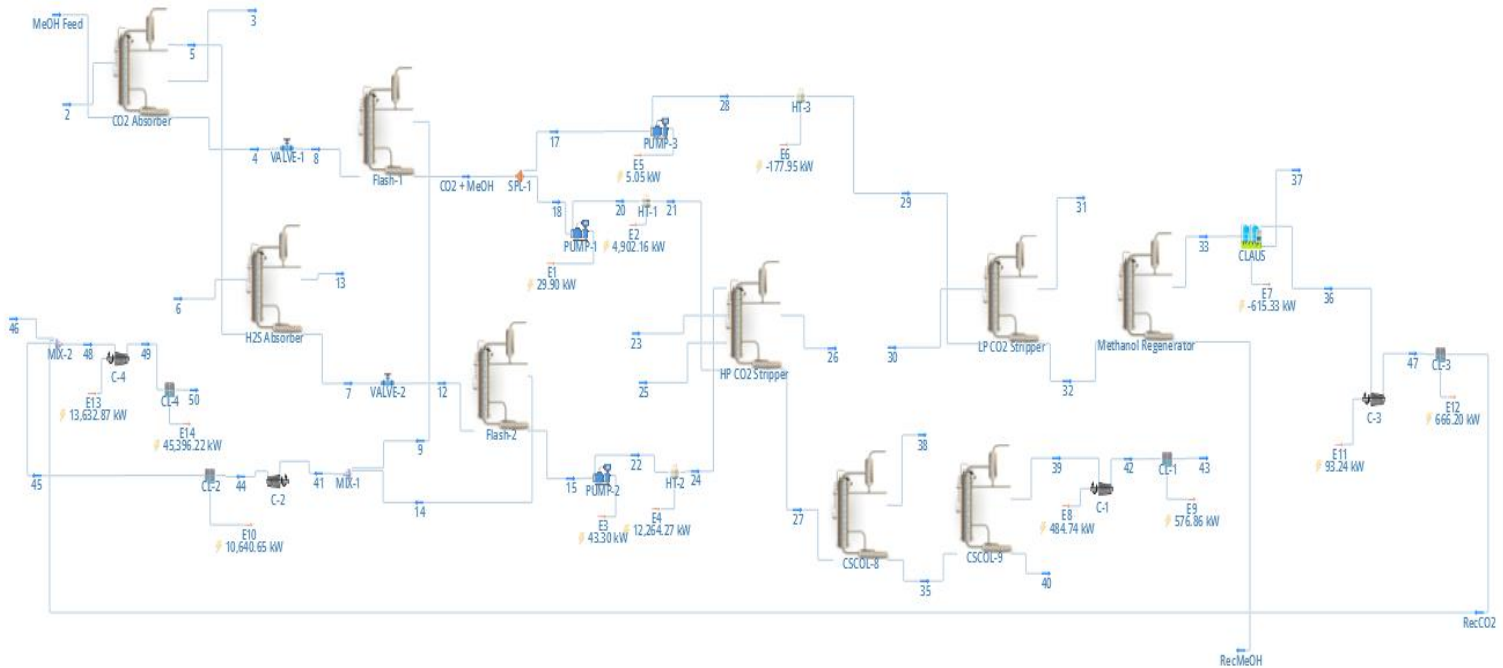 MeOH Feed
3
5
2
CO2 Absorber
4
VALVE-1
8
Flash-1
CO2 + MeOH
SPL-1
17
PUMP-3
E5
5.05 kW
28
HT-3
E6
-177.95 kW
18
PUMP-1
E1
29.90 kW
20
HT-1
21
E2
4,902.16 kW
29
31
37
33
CLAUS
E7
-615.33 kW
36
6
13
H2S Absorber
23
25
26
HP CO2 Stripper
30
LP CO2 Stripper
32
Methanol Regenerator
46
MIX-2
48
C-4
49
E13
13,632.87 kW
CL-4
50
E14
45,396.22 kW
7
VALVE-2
12
Flash-2
9
47
CL-3
E12
666.20 kW
C-3
E11
93.24 kW
45
CL-2
44
C-2
41
MIX-1
14
E10
10,640.65 kW
15
PUMP-2
22
HT-2
24
E3
43.30 kW
E4
12,264.27 kW
27
38
CSCOL-8
35
CSCOL-9
39
40
42
C-1
CL-1
43
E8
484.74 kW
E9
576.86 kW
RecCO2
RecMeOH